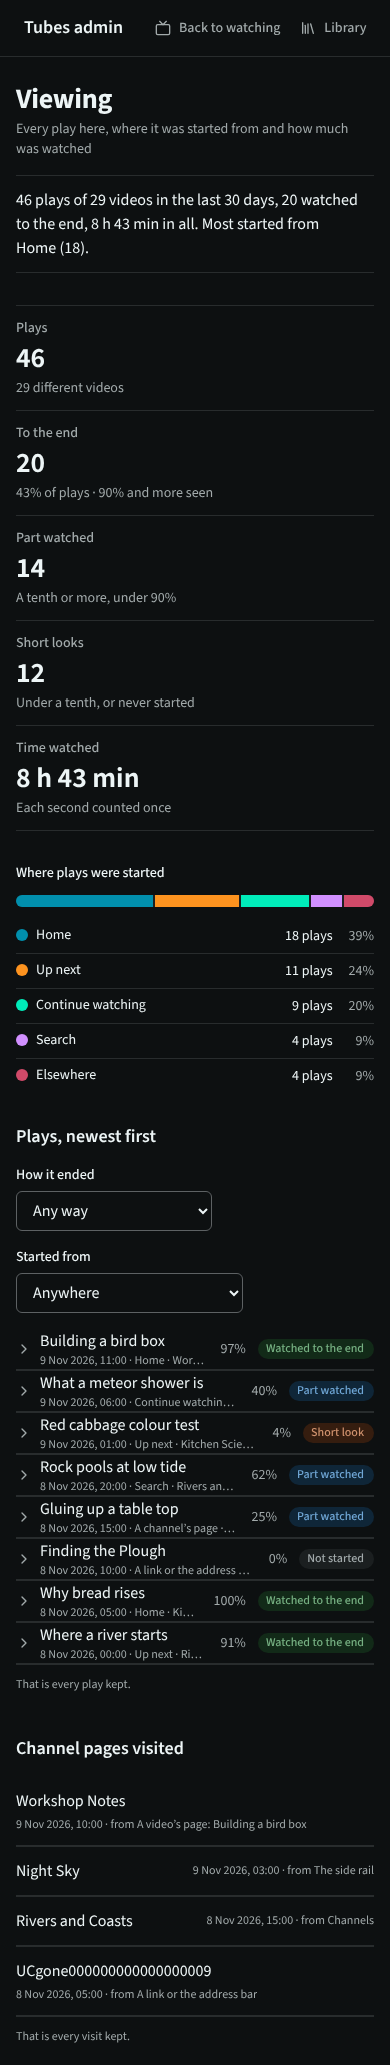 Tubes admin
Back to watching
Library
Viewing
Every play here, where it was started from and how much
was watched
46 plays of 29 videos in the last 30 days, 20 watched
to the end, 8 h 43 min in all. Most started from
Home (18).
Plays
46
29 different videos
To the end
20
43% of plays · 90% and more seen
Part watched
14
A tenth or more, under 90%
Short looks
12
Under a tenth, or never started
Time watched
8 h 43 min
Each second counted once
Where plays were started
Home 18 plays 39%
Up next 11 plays 24%
Continue watching 9 plays 20%
Search 4 plays 9%
Elsewhere 4 plays 9%
Plays, newest first
How it ended
Any way
Started from
Anywhere
Building a bird box 97% Watched to the end
9 Nov 2026, 11:00 · Home · Wor…
What a meteor shower is 40% Part watched
9 Nov 2026, 06:00 · Continue watchin…
Red cabbage colour test 4% Short look
9 Nov 2026, 01:00 · Up next · Kitchen Scie…
Rock pools at low tide 62% Part watched
8 Nov 2026, 20:00 · Search · Rivers an…
Gluing up a table top 25% Part watched
8 Nov 2026, 15:00 · A channel’s page ·…
Finding the Plough 0% Not started
8 Nov 2026, 10:00 · A link or the address …
Why bread rises 100% Watched to the end
8 Nov 2026, 05:00 · Home · Ki…
Where a river starts 91% Watched to the end
8 Nov 2026, 00:00 · Up next · Ri…
That is every play kept.
Channel pages visited
Workshop Notes
9 Nov 2026, 10:00 · from A video’s page: Building a bird box
Night Sky 9 Nov 2026, 03:00 · from The side rail
Rivers and Coasts 8 Nov 2026, 15:00 · from Channels
UCgone000000000000000009
8 Nov 2026, 05:00 · from A link or the address bar
That is every visit kept.